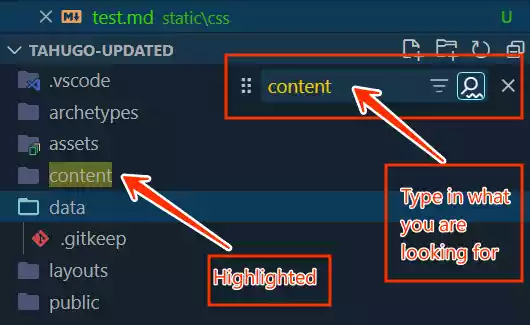 test.md static\css U
TAHUGO-UPDATED
content
.vscode
archetypes
assets
content
data
.gitkeep
layouts
public
Highlighted
Type in what
you are
looking for